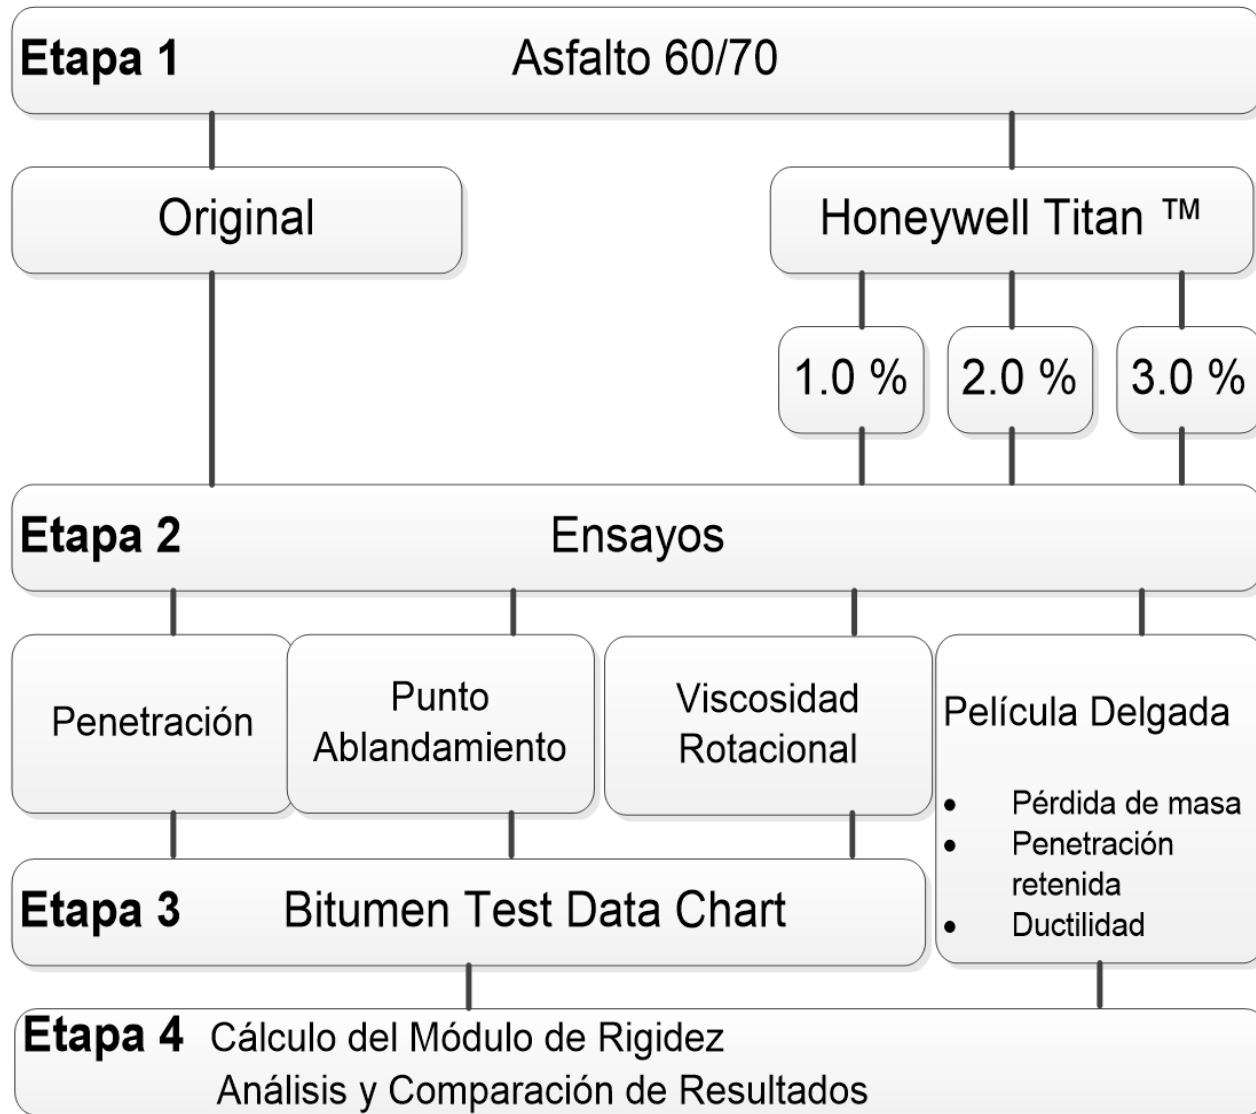 Etapa 1 Asfalto 60/70
Original
Honeywell Titan ™
1.0 %
2.0 %
3.0 %
Etapa 2 Ensayos
Penetración
Punto
Ablandamiento
Viscosidad
Rotacional
Película Delgada
• Pérdida de masa
• Penetración
retenida
• Ductilidad
Etapa 3 Bitumen Test Data Chart
Etapa 4 Cálculo del Módulo de Rigidez
Análisis y Comparación de Resultados